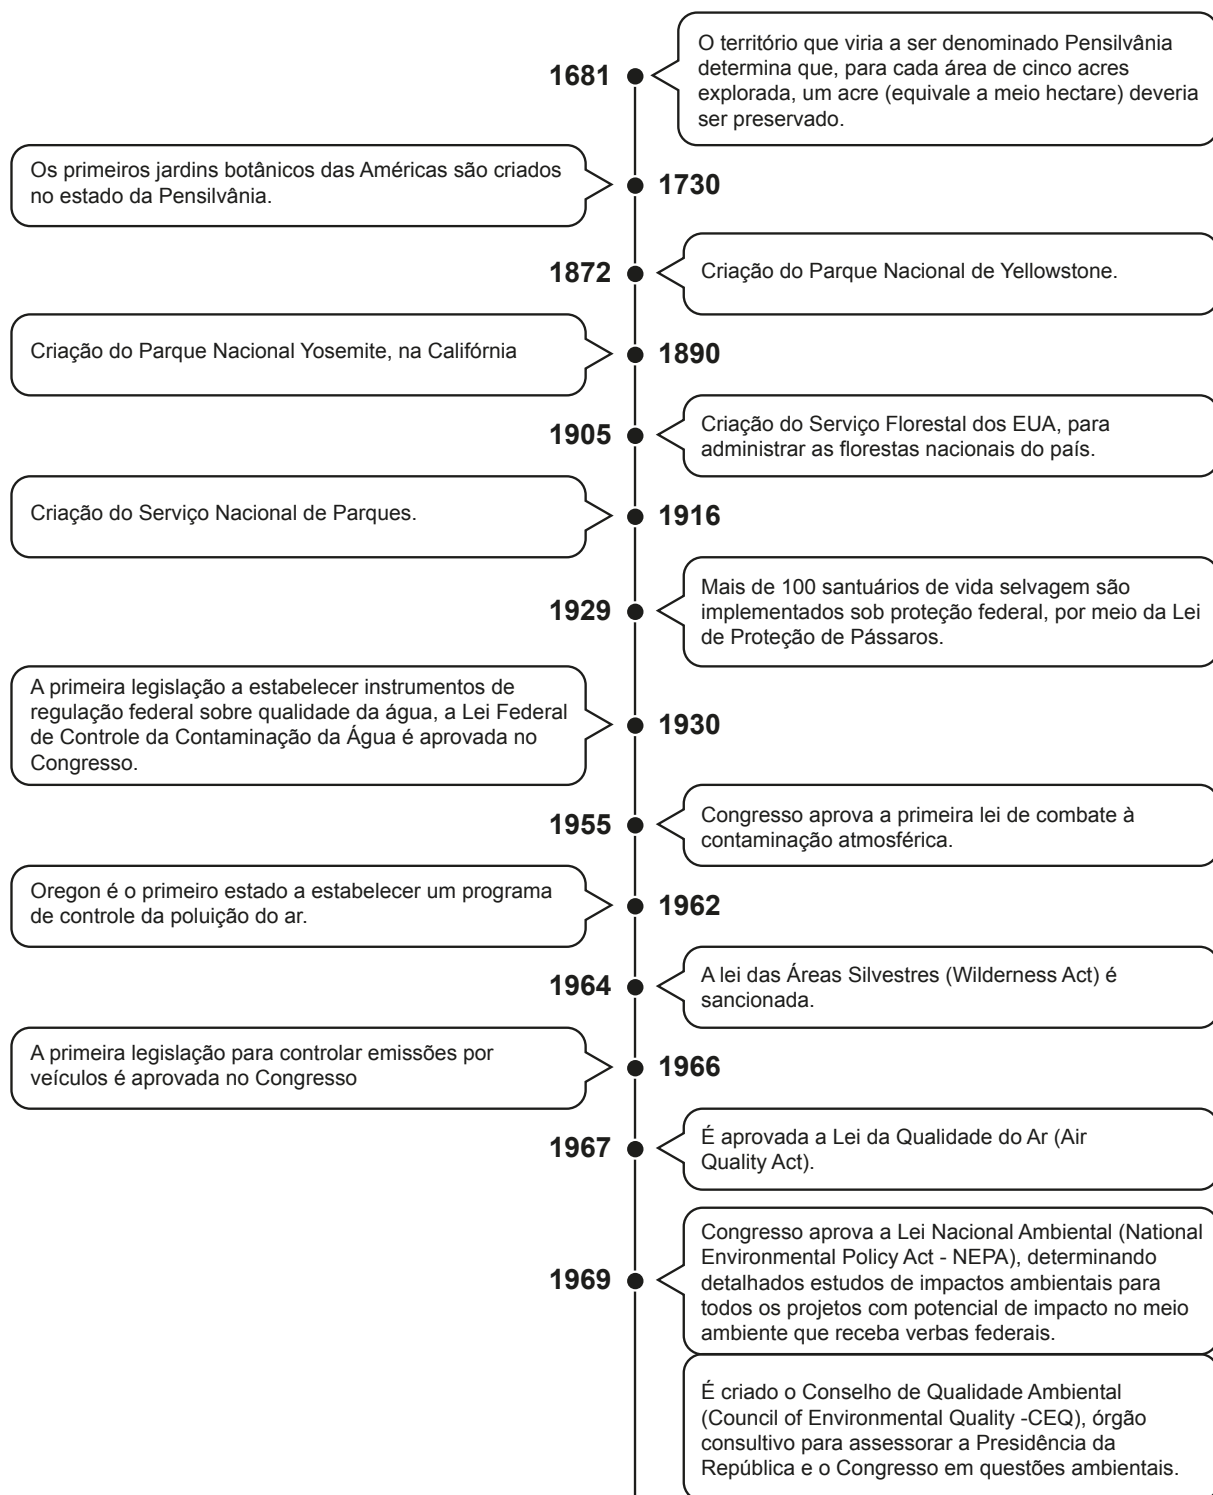 1681
O território que viria a ser denominado Pensilvânia
determina que, para cada área de cinco acres
explorada, um acre (equivale a meio hectare) deveria
ser preservado.
Os primeiros jardins botânicos das Américas são criados
no estado da Pensilvânia.
1730
1872
Criação do Parque Nacional de Yellowstone.
Criação do Parque Nacional Yosemite, na Califórnia
1890
1905
Criação do Serviço Florestal dos EUA, para
administrar as florestas nacionais do país.
Criação do Serviço Nacional de Parques.
1916
1929
Mais de 100 santuários de vida selvagem são
implementados sob proteção federal, por meio da Lei
de Proteção de Pássaros.
A primeira legislação a estabelecer instrumentos de
regulação federal sobre qualidade da água, a Lei Federal
de Controle da Contaminação da Água é aprovada no
Congresso.
1930
1955
Congresso aprova a primeira lei de combate à
contaminação atmosférica.
Oregon é o primeiro estado a estabelecer um programa
de controle da poluição do ar.
1962
1964
A lei das Áreas Silvestres (Wilderness Act) é
sancionada.
A primeira legislação para controlar emissões por
veículos é aprovada no Congresso
1966
1967
É aprovada a Lei da Qualidade do Ar (Air
Quality Act).
1969
Congresso aprova a Lei Nacional Ambiental (National
Environmental Policy Act - NEPA), determinando
detalhados estudos de impactos ambientais para
todos os projetos com potencial de impacto no meio
ambiente que receba verbas federais.
É criado o Conselho de Qualidade Ambiental
(Council of Environmental Quality -CEQ), órgão
consultivo para assessorar a Presidência da
República e o Congresso em questões ambientais.